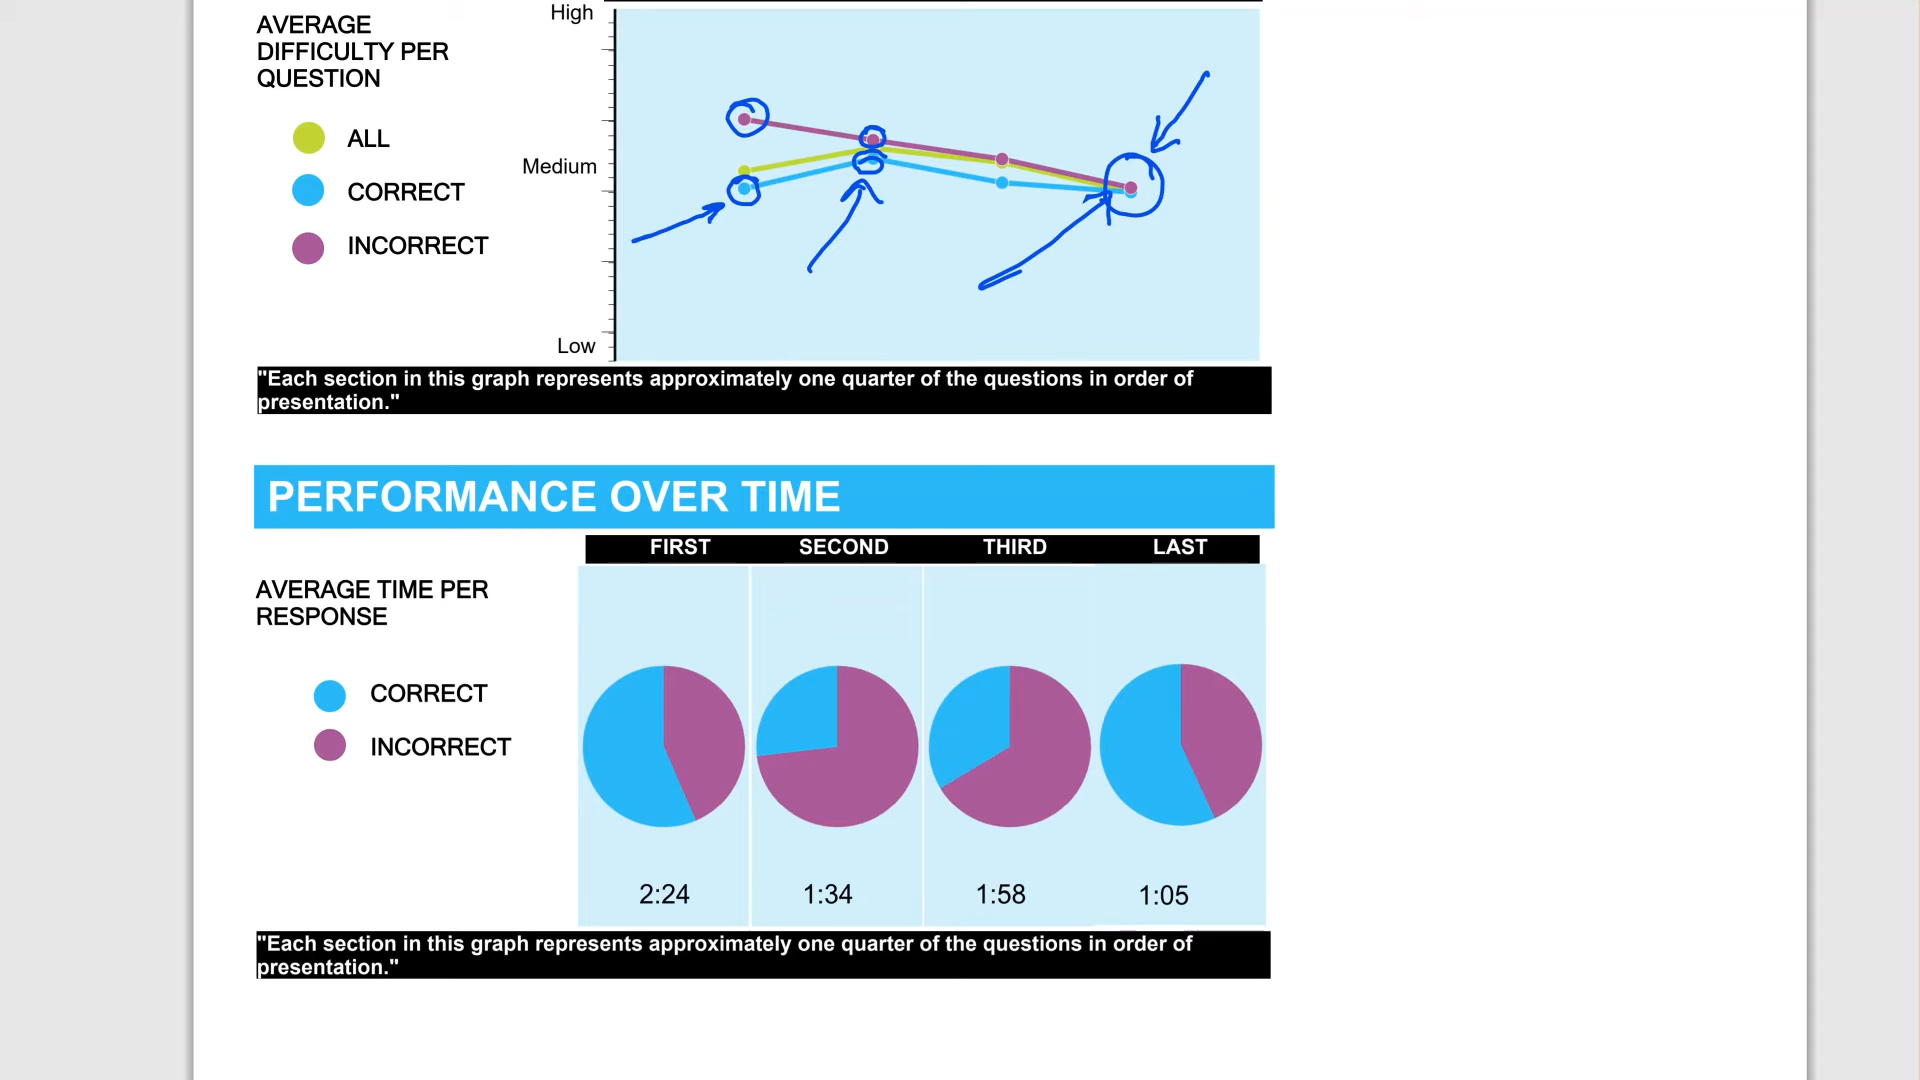 High
AVERAGE
DIFFICULTY PER
QUESTION
ALL
Medium
CORRECT
INCORRECT
Low
"Each section in this graph represents approximately one quarter of the questions in order of
presentation."
PERFORMANCE OVER TIME
FIRST SECOND THIRD LAST
AVERAGE TIME PER
RESPONSE
CORRECT
INCORRECT
2:24 1:34 1:58 1:05
"Each section in this graph represents approximately one quarter of the questions in order of
presentation."